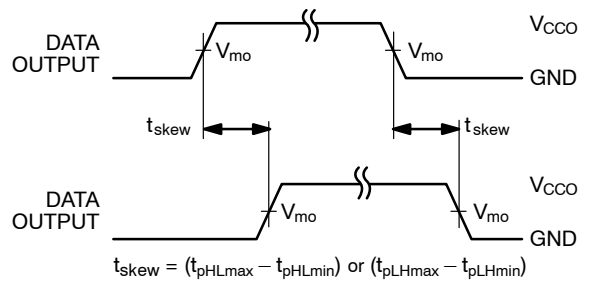 V_CCO
DATA
OUTPUT
V_mo
V_mo
GND
t_skew
t_skew
V_CCO
DATA
OUTPUT
V_mo
V_mo
GND
t_skew = (t_pHLmax – t_pHLmin) or (t_pLHmax – t_pLHmin)